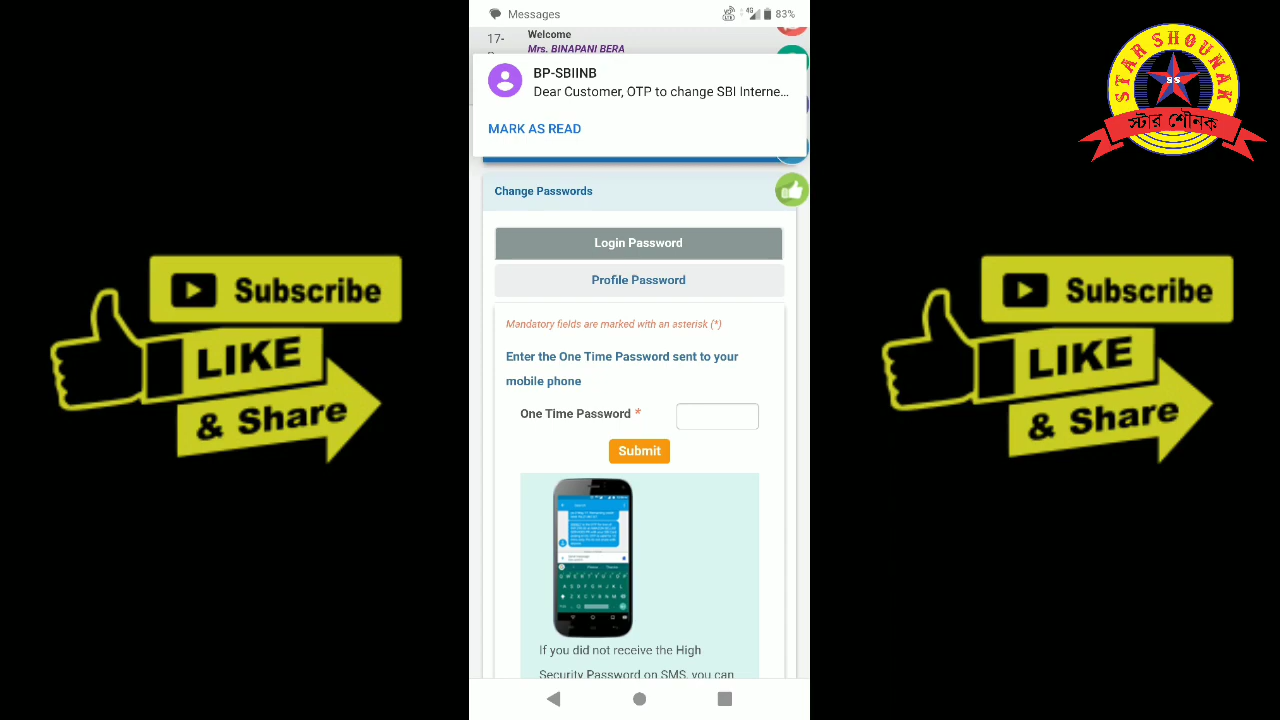 Messages
83%
17-
Welcome
Mrs. BINAPANI BERA
BP-SBIINB
Dear Customer, OTP to change SBI Interne...
MARK AS READ
Change Passwords
Login Password
Profile Password
Mandatory fields are marked with an asterisk (*)
Enter the One Time Password sent to your
mobile phone
One Time Password *
Submit
If you did not receive the High
Security Password on SMS, you can
Subscribe
LIKE
& Share
Subscribe
LIKE
& Share
STAR SHOUNAK
SS
স্টার শৌনক